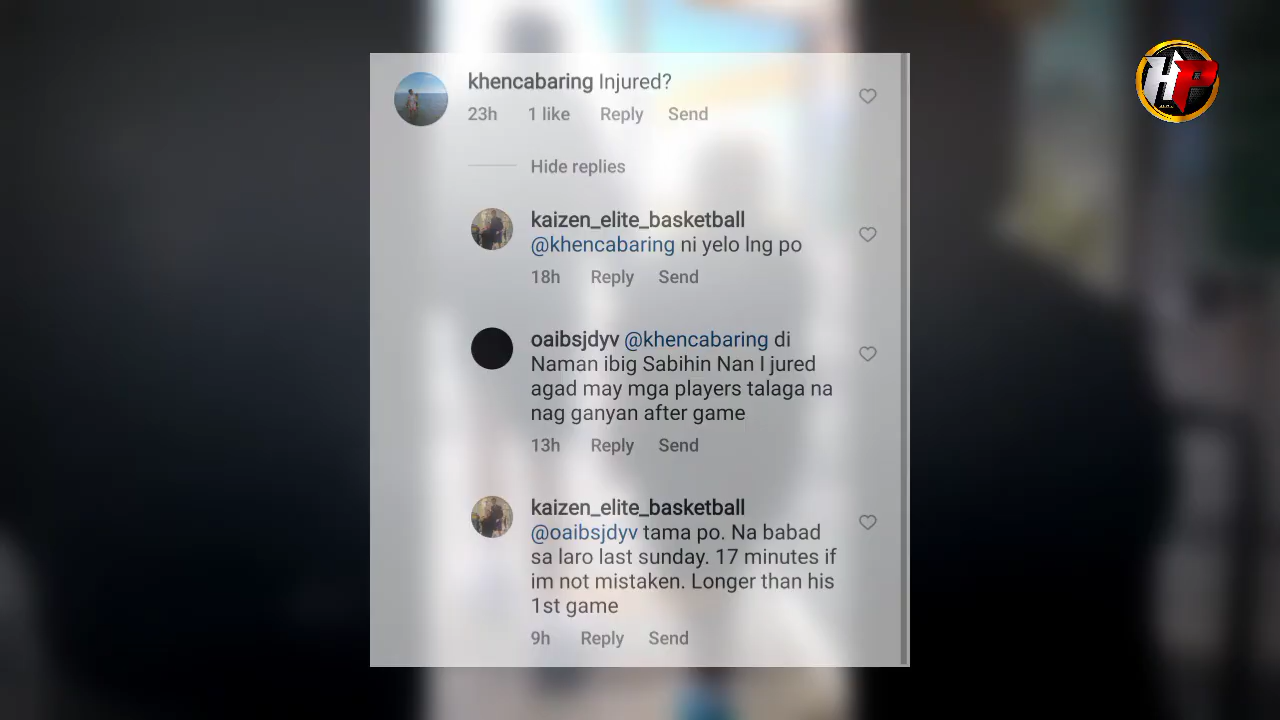 khencabaring Injured?
23h 1 like Reply Send
Hide replies
kaizen_elite_basketball
@khencabaring ni yelo lng po
18h Reply Send
oaibsjdyv @khencabaring di
Naman ibig Sabihin Nan I jured
agad may mga players talaga na
nag ganyan after game
13h Reply Send
kaizen_elite_basketball
@oaibsjdyv tama po. Na babad
sa laro last sunday. 17 minutes if
im not mistaken. Longer than his
1st game
9h Reply Send
HP